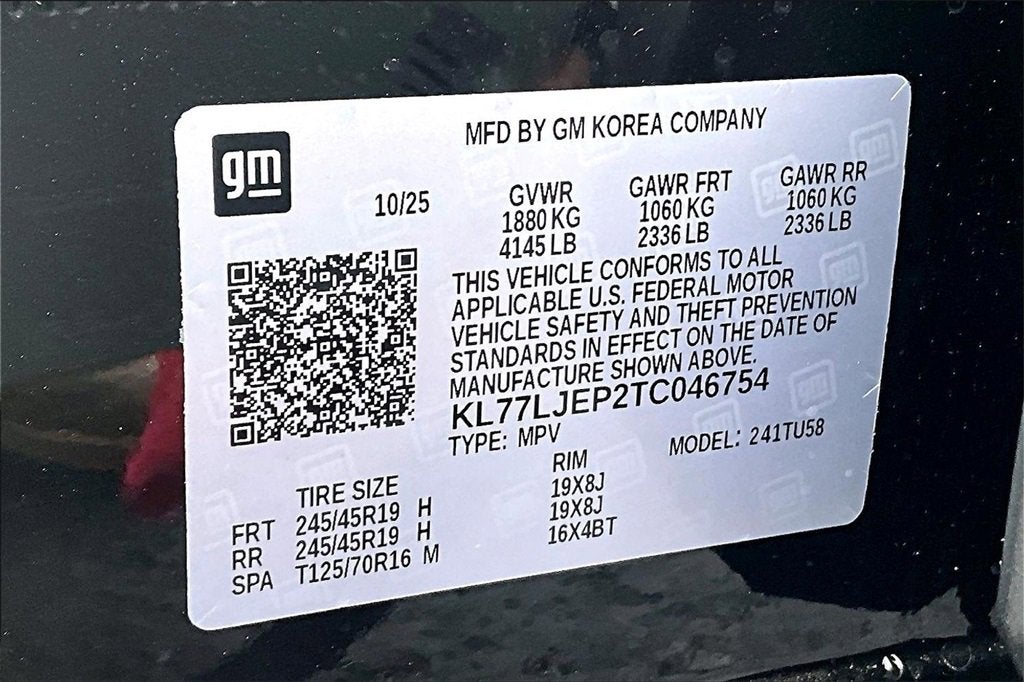 gm
MFD BY GM KOREA COMPANY
10/25
GVWR
1880 KG
4145 LB
GAWR FRT
1060 KG
2336 LB
GAWR RR
1060 KG
2336 LB
THIS VEHICLE CONFORMS TO ALL
APPLICABLE U.S. FEDERAL MOTOR
VEHICLE SAFETY AND THEFT PREVENTION
STANDARDS IN EFFECT ON THE DATE OF
MANUFACTURE SHOWN ABOVE.
KL77LJEP2TC046754
TYPE: MPV MODEL: 241TU58
TIRE SIZE RIM
FRT 245/45R19 H 19X8J
RR 245/45R19 H 19X8J
SPA T125/70R16 M 16X4BT